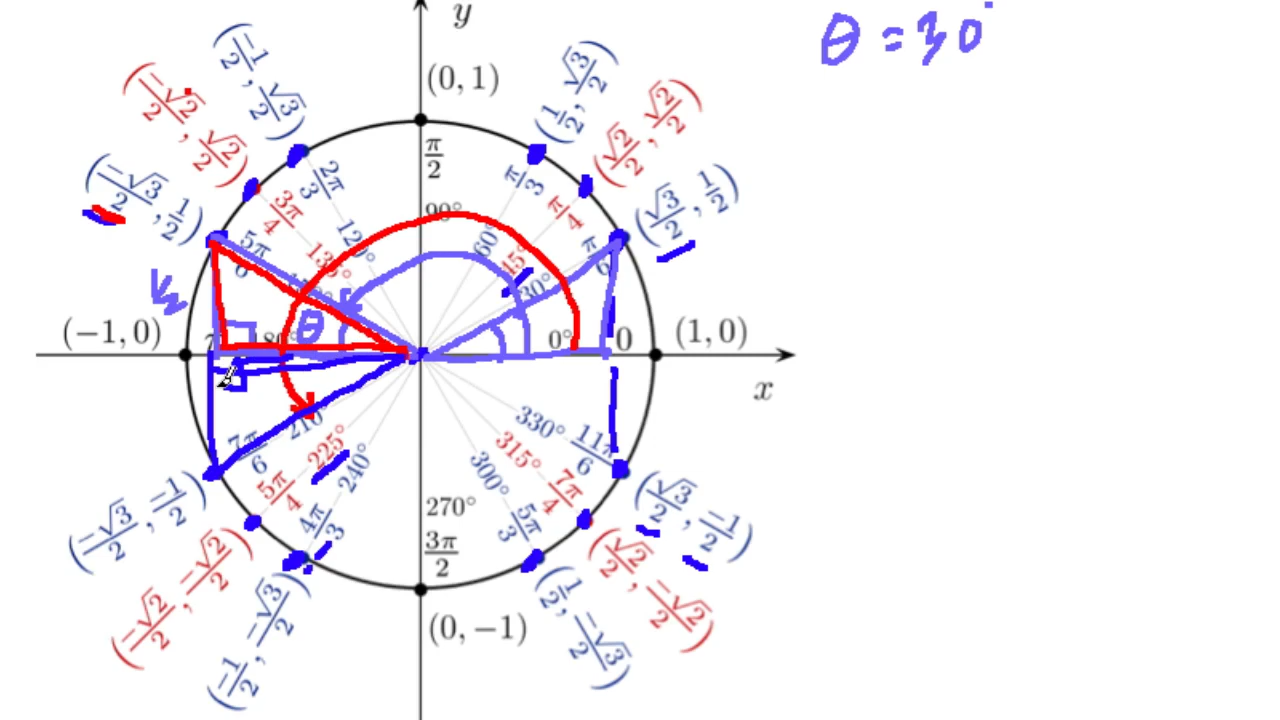 θ = 30°
y
(0, 1)
(-1/2, √3/2)
(1/2, √3/2)
(-√2/2, √2/2)
(√2/2, √2/2)
(-√3/2, 1/2)
(√3/2, 1/2)
π/2
90°
2π/3
120°
π/3
60°
3π/4
135°
π/4
45°
5π/6
π/6
30°
θ
(-1, 0)
0°
0
(1, 0)
x
7π/6
210°
330°
11π/6
5π/4
225°
315°
7π/4
4π/3
240°
300°
5π/3
270°
3π/2
(-√3/2, -1/2)
(√3/2, -1/2)
(-√2/2, -√2/2)
(√2/2, -√2/2)
(-1/2, -√3/2)
(1/2, -√3/2)
(0, -1)